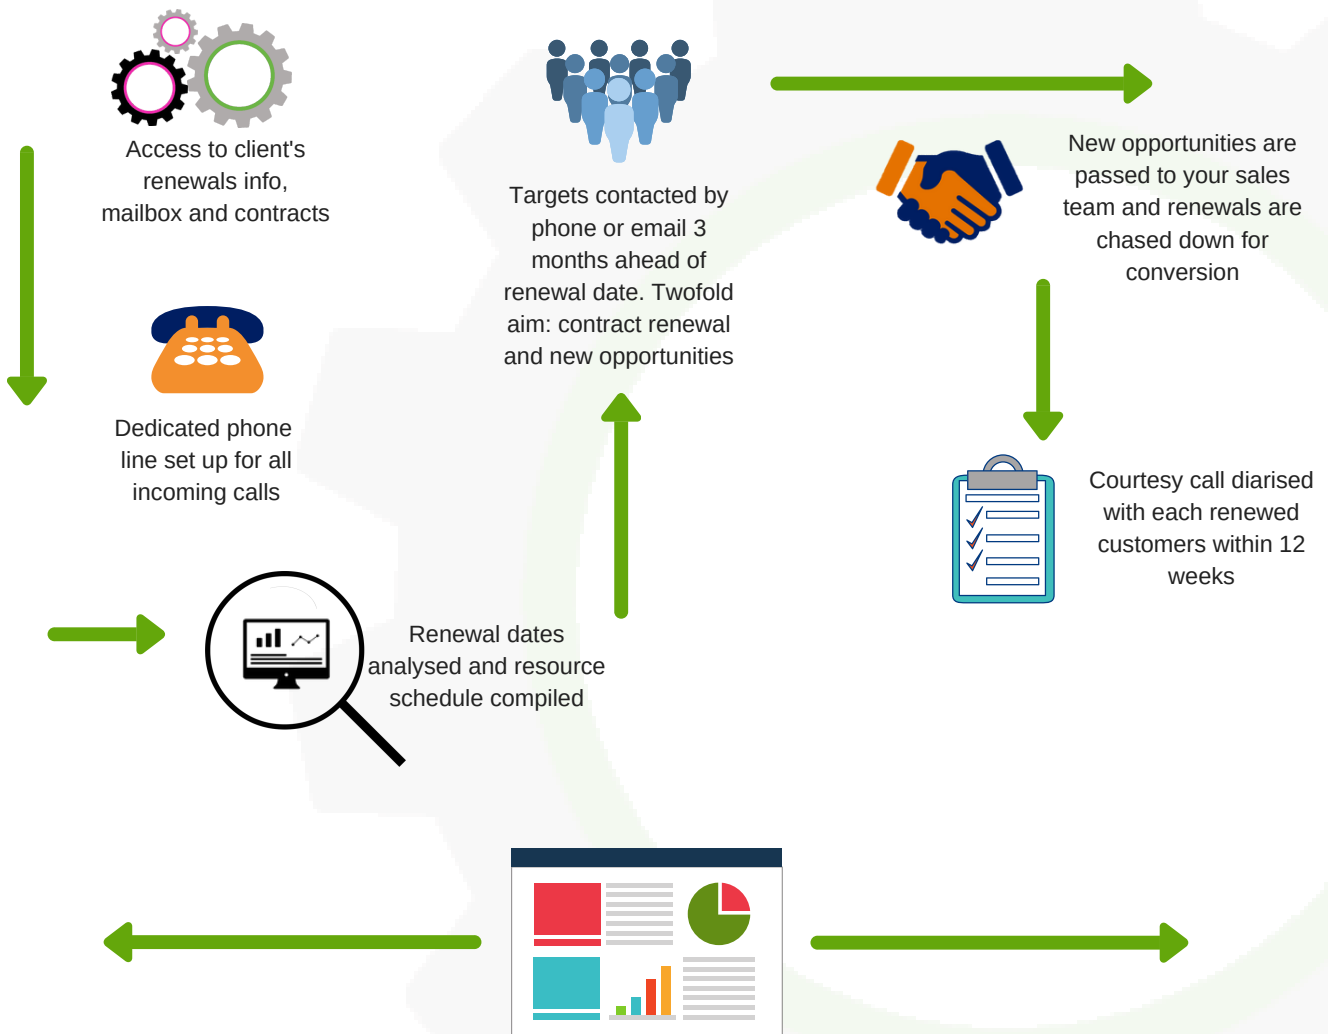 Access to client's
renewals info,
mailbox and contracts
Dedicated phone
line set up for all
incoming calls
Renewal dates
analysed and resource
schedule compiled
Targets contacted by
phone or email 3
months ahead of
renewal date. Twofold
aim: contract renewal
and new opportunities
New opportunities are
passed to your sales
team and renewals are
chased down for
conversion
Courtesy call diarised
with each renewed
customers within 12
weeks